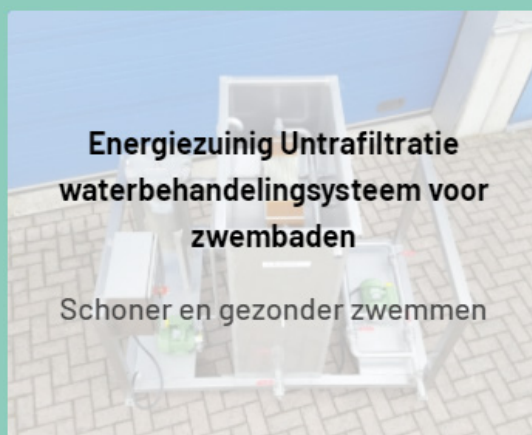 Energiezuinig Untrafiltratie
waterbehandelingsysteem voor
zwembaden
Schoner en gezonder zwemmen